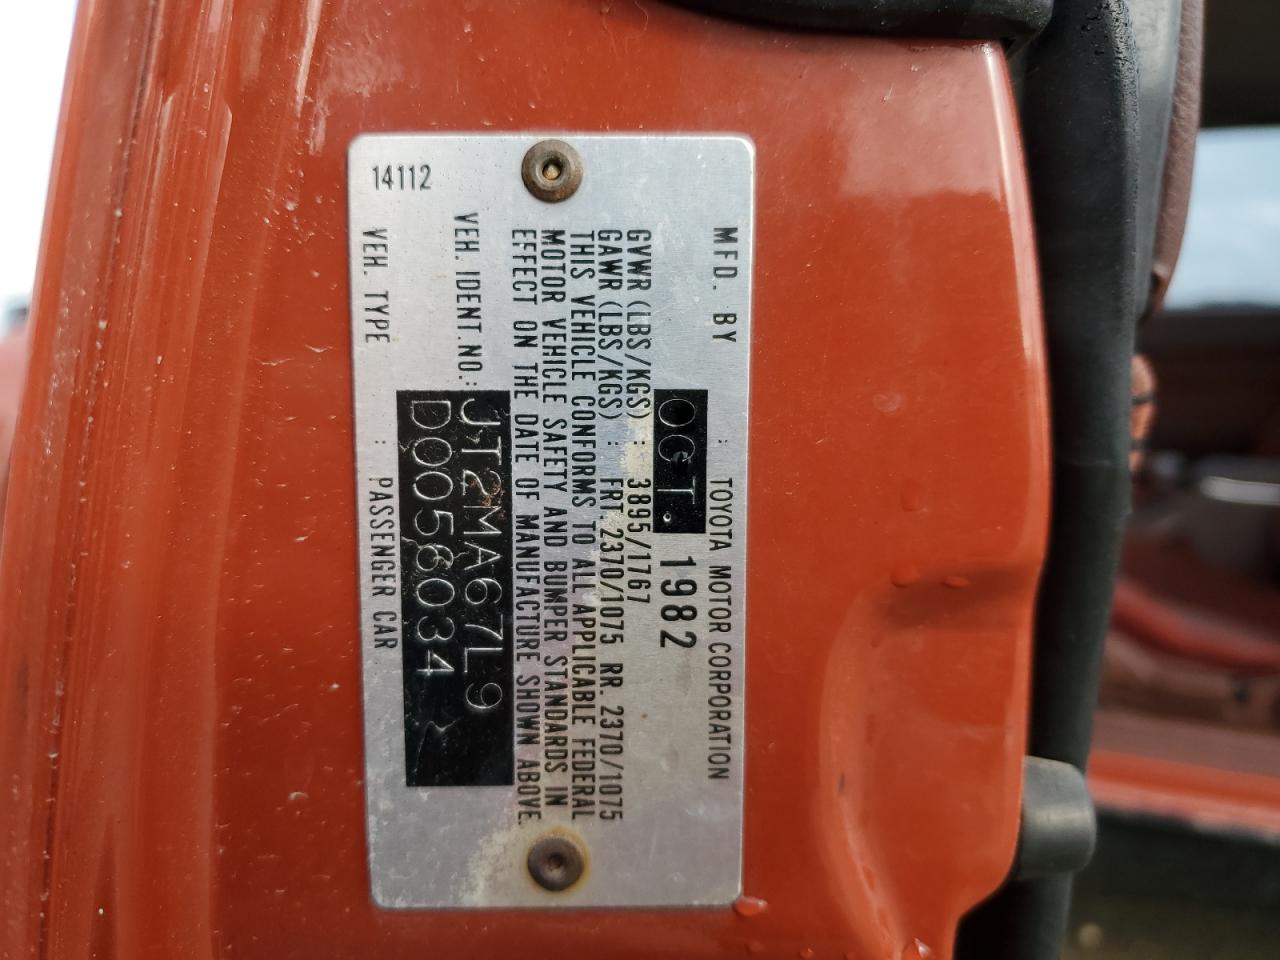 MFD. BY : TOYOTA MOTOR CORPORATION
OCT. 1982
GVWR (LBS/KGS) : 3895/1767
GAWR (LBS/KGS) : FRT. 2370/1075 RR. 2370/1075
THIS VEHICLE CONFORMS TO ALL APPLICABLE FEDERAL
MOTOR VEHICLE SAFETY AND BUMPER STANDARDS IN
EFFECT ON THE DATE OF MANUFACTURE SHOWN ABOVE.
VEH. IDENT. NO. : JT2MA67L9
D0056034
VEH. TYPE : PASSENGER CAR
14112